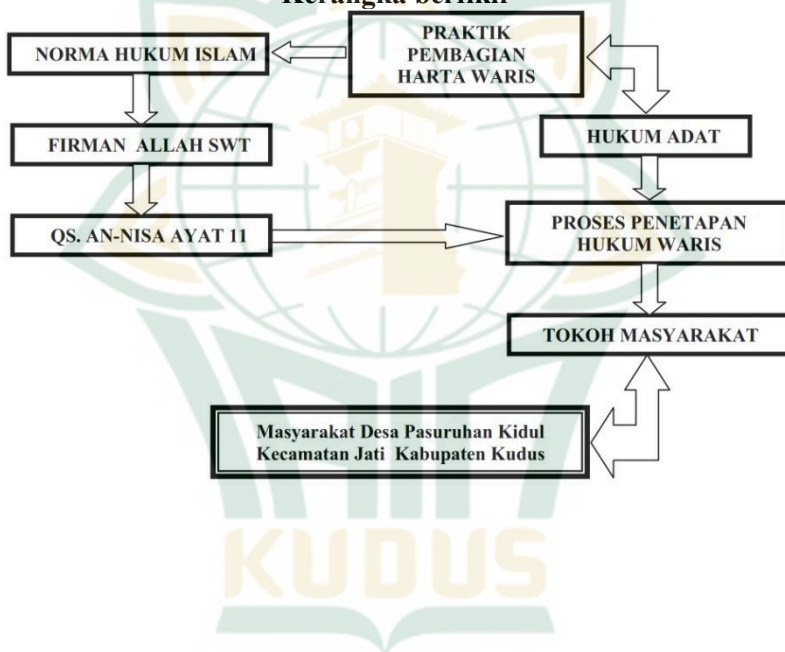 Kerangka berfikir
PRAKTIK
PEMBAGIAN
HARTA WARIS
NORMA HUKUM ISLAM
FIRMAN ALLAH SWT
HUKUM ADAT
QS. AN-NISA AYAT 11
PROSES PENETAPAN
HUKUM WARIS
TOKOH MASYARAKAT
Masyarakat Desa Pasuruhan Kidul
Kecamatan Jati Kabupaten Kudus
KUDUS